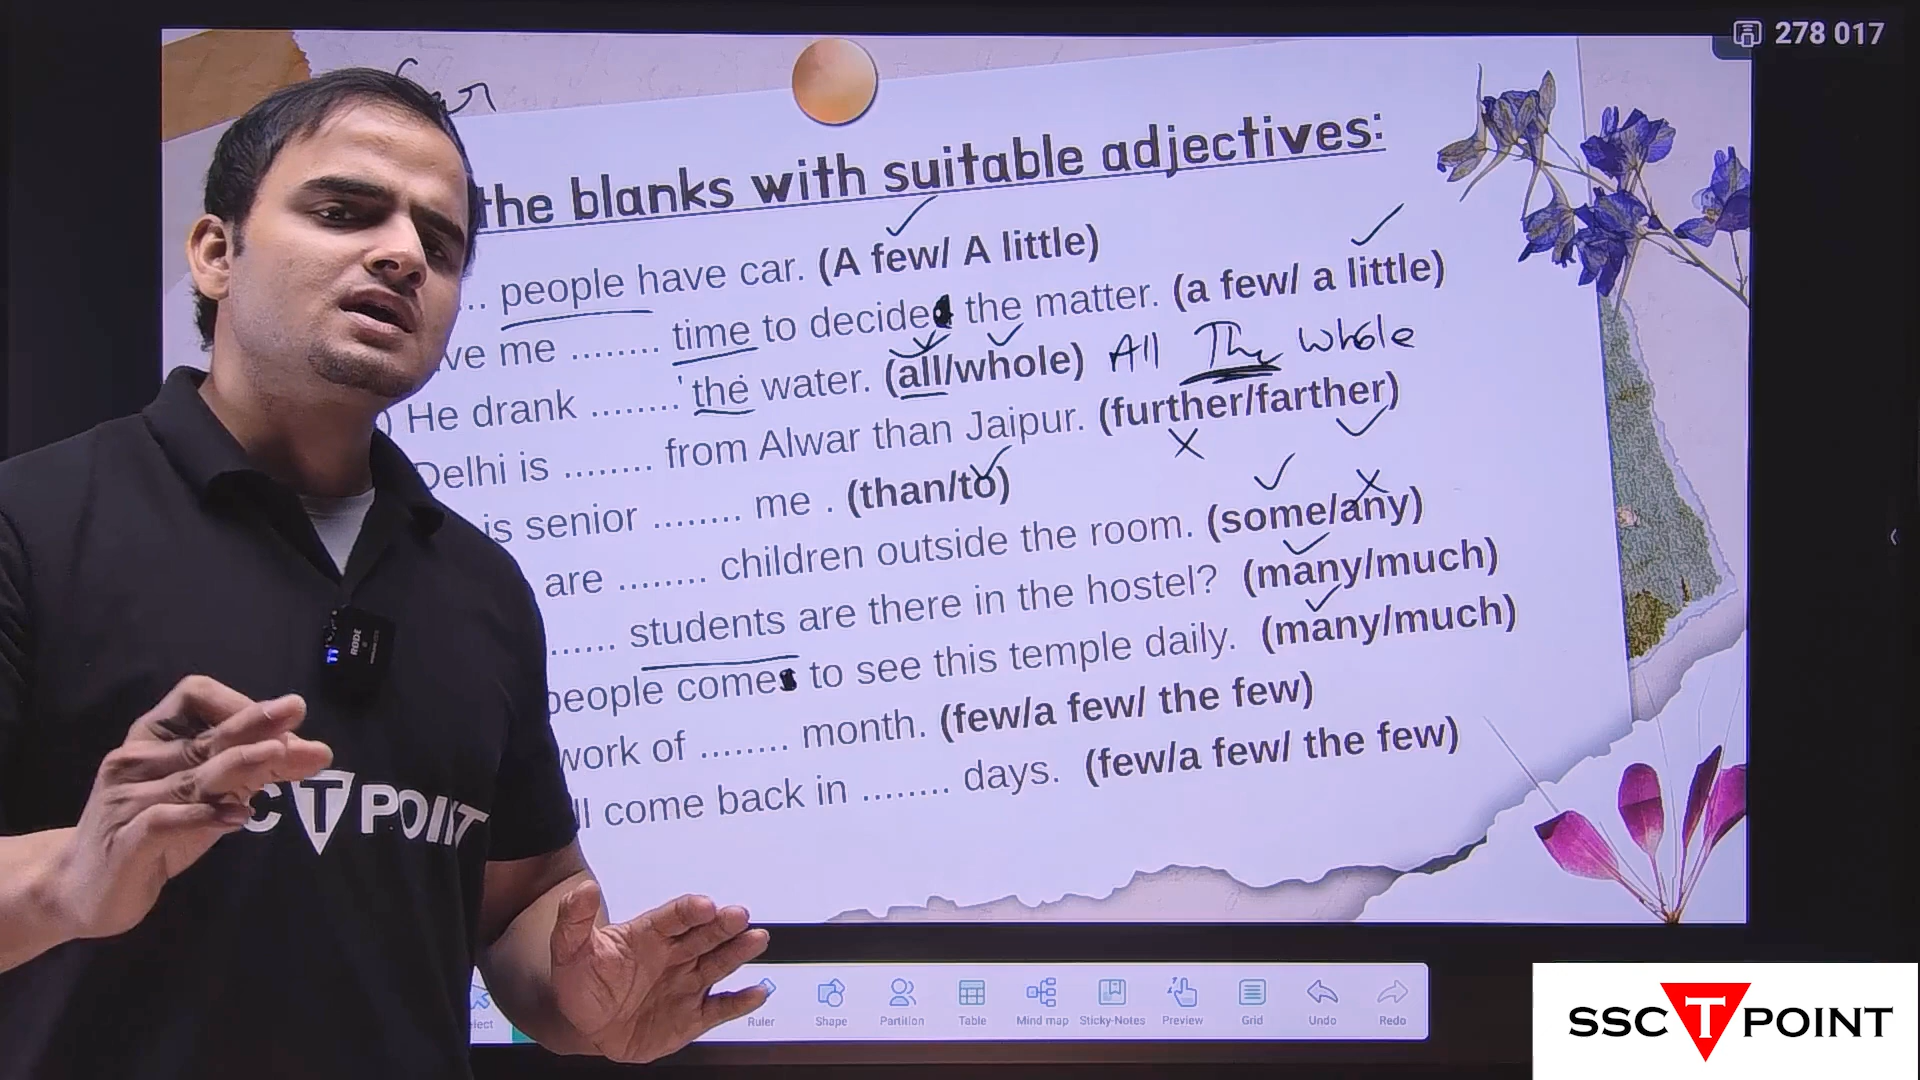 278 017
the blanks with suitable adjectives:
people have car. (A few/ A little)
ve me ........ time to decide the matter. (a few/ a little)
He drank ........ the water. (all/whole) All The Whole
Delhi is ........ from Alwar than Jaipur. (further/farther)
is senior ........ me . (than/to)
are ........ children outside the room. (some/any)
...... students are there in the hostel? (many/much)
people come to see this temple daily. (many/much)
work of ........ month. (few/a few/ the few)
ll come back in ........ days. (few/a few/ the few)
RODE
C T POINT
lect Ruler Shape Partition Table Mind map Sticky-Notes Preview Grid Undo Redo
SSC T POINT